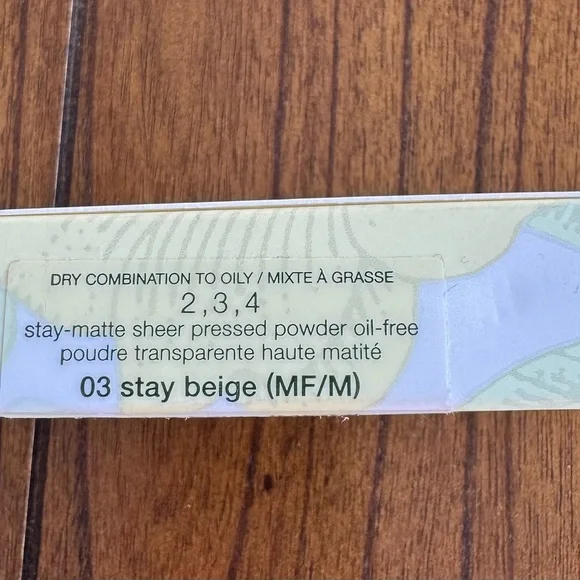 DRY COMBINATION TO OILY / MIXTE À GRASSE
2,3,4
stay-matte sheer pressed powder oil-free
poudre transparente haute matité
03 stay beige (MF/M)